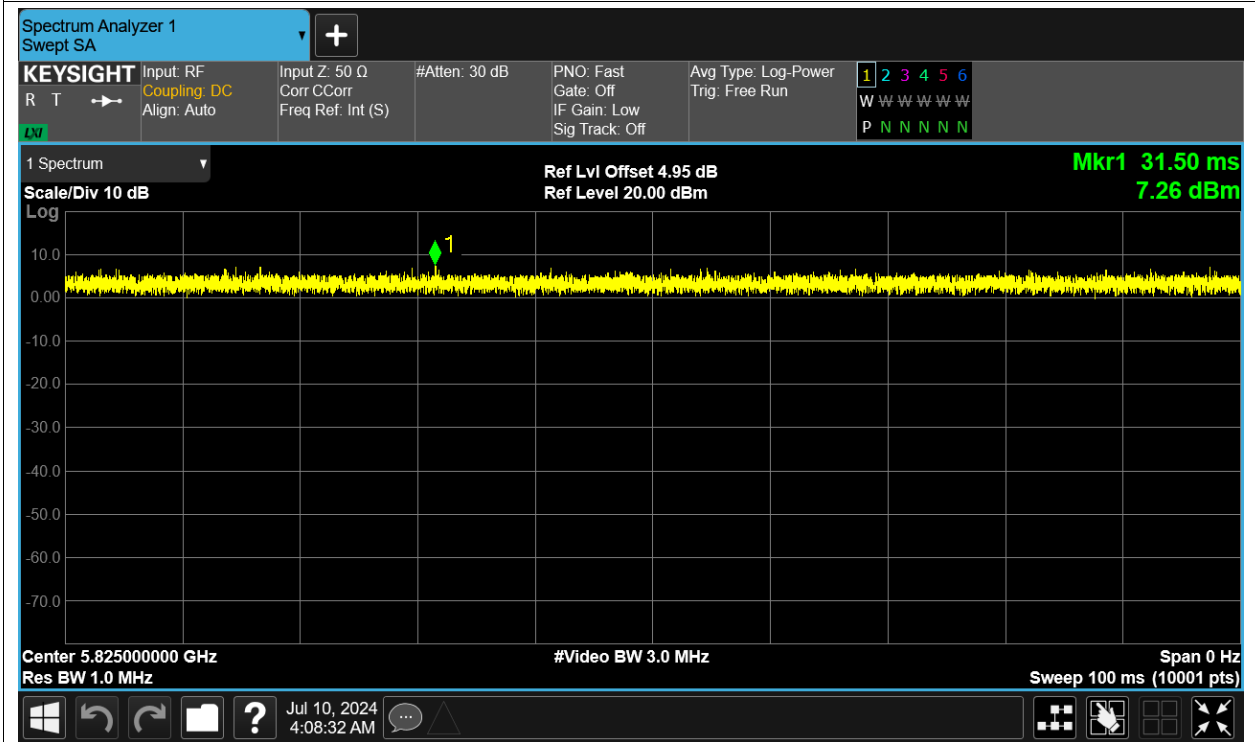 Spectrum Analyzer 1
Swept SA
+
KEYSIGHT
R T
LXI
Input: RF
Coupling: DC
Align: Auto
Input Z: 50 Ω
Corr CCorr
Freq Ref: Int (S)
#Atten: 30 dB
PNO: Fast
Gate: Off
IF Gain: Low
Sig Track: Off
Avg Type: Log-Power
Trig: Free Run
1 2 3 4 5 6
W W W W W W
P N N N N N
1 Spectrum
Scale/Div 10 dB
Log
Ref Lvl Offset 4.95 dB
Ref Level 20.00 dBm
Mkr1 31.50 ms
7.26 dBm
1
10.0
0.00
-10.0
-20.0
-30.0
-40.0
-50.0
-60.0
-70.0
Center 5.825000000 GHz
Res BW 1.0 MHz
#Video BW 3.0 MHz
Span 0 Hz
Sweep 100 ms (10001 pts)
?
Jul 10, 2024
4:08:32 AM